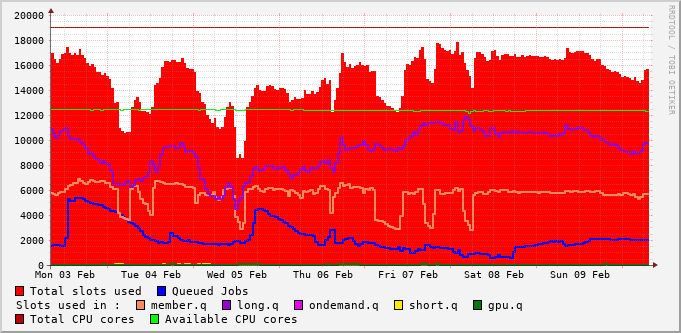 20000
18000
16000
14000
12000
10000
8000
6000
4000
2000
0
Mon 03 Feb Tue 04 Feb Wed 05 Feb Thu 06 Feb Fri 07 Feb Sat 08 Feb Sun 09 Feb
Total slots used Queued Jobs
Slots used in : member.q long.q ondemand.q short.q gpu.q
Total CPU cores Available CPU cores
RRDTOOL / TOBI OETIKER